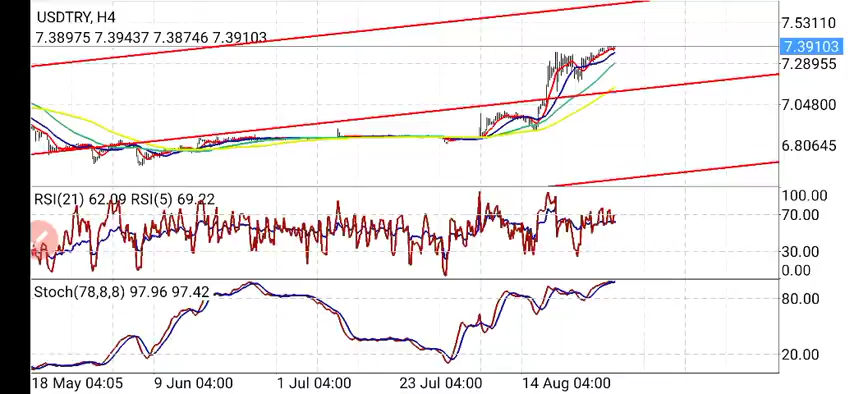 USDTRY, H4
7.38975 7.39437 7.38746 7.39103
7.53110
7.39103
7.28955
7.04800
6.80645
RSI(21) 62.09 RSI(5) 69.22
100.00
70.00
30.00
0.00
Stoch(78,8,8) 97.96 97.42
80.00
20.00
18 May 04:05 9 Jun 04:00 1 Jul 04:00 23 Jul 04:00 14 Aug 04:00